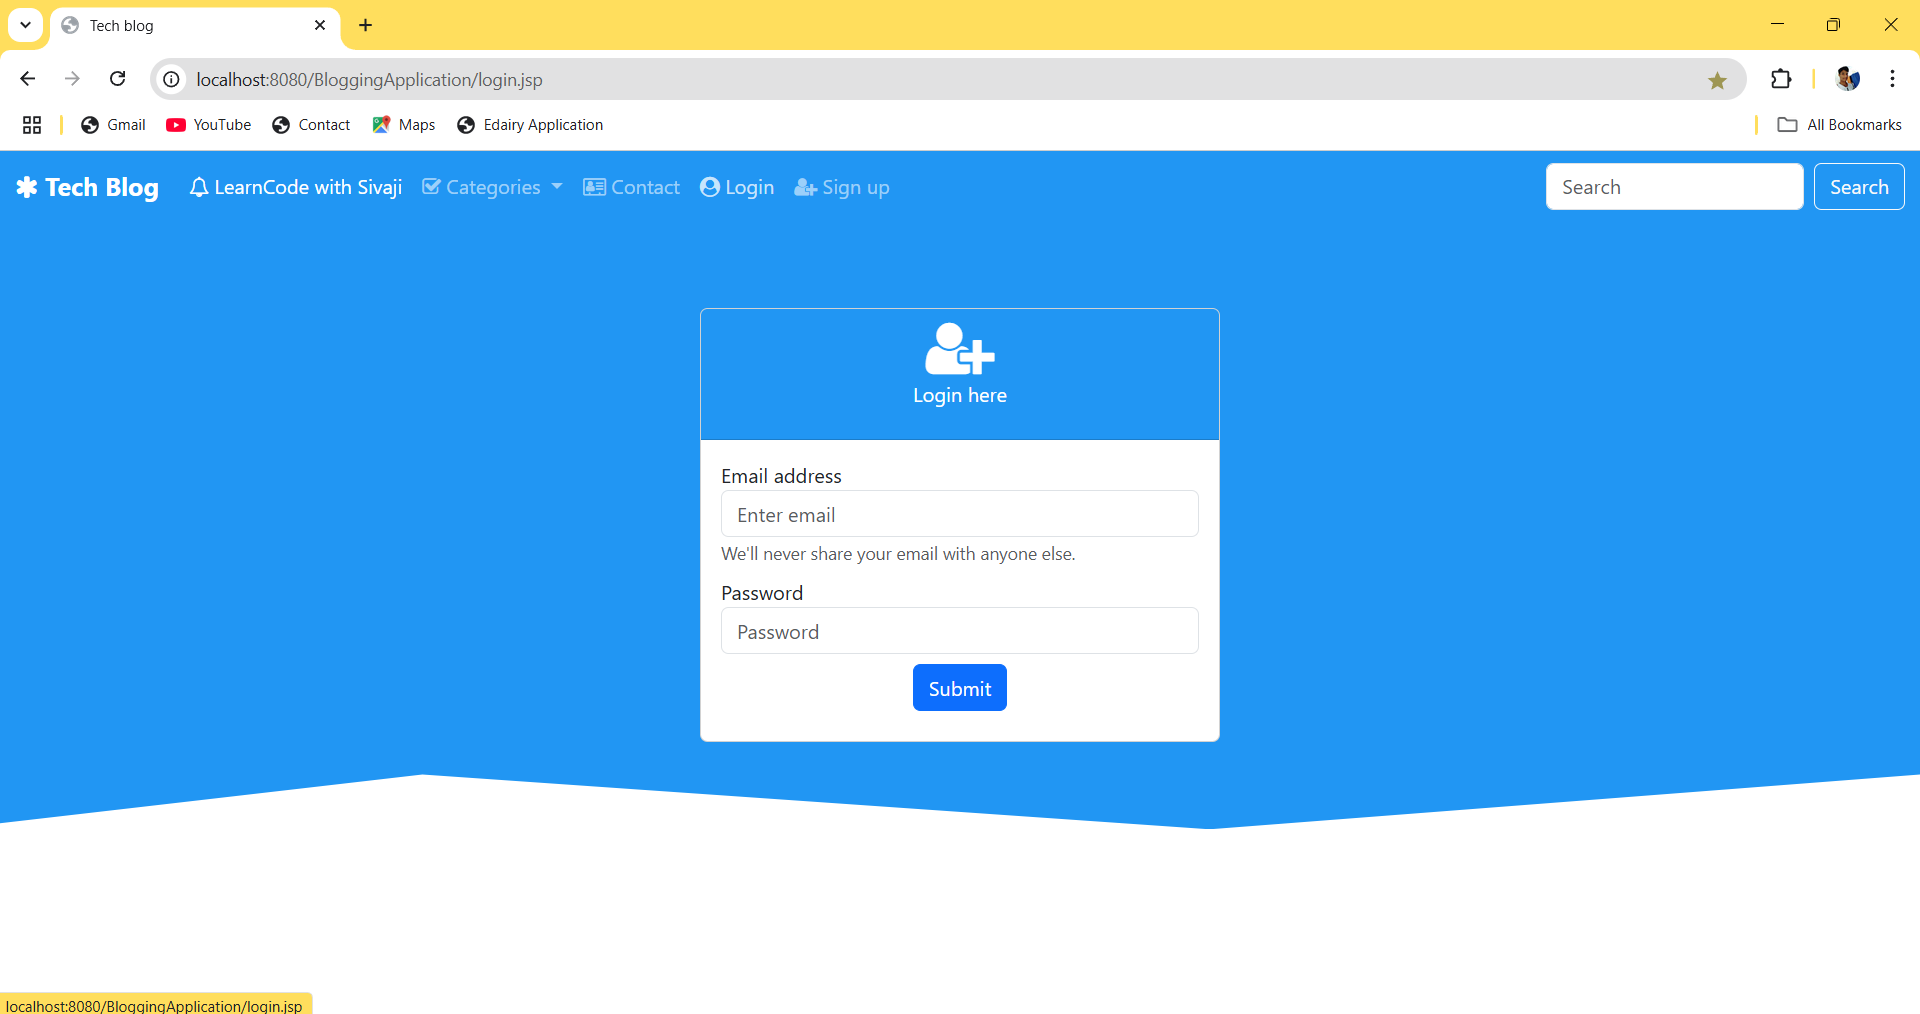 Tech blog
localhost:8080/BloggingApplication/login.jsp
Gmail YouTube Contact Maps Edairy Application All Bookmarks
Tech Blog LearnCode with Sivaji Categories Contact Login Sign up Search Search
Login here
Email address
Enter email
We'll never share your email with anyone else.
Password
Password
Submit
localhost:8080/BloggingApplication/login.jsp